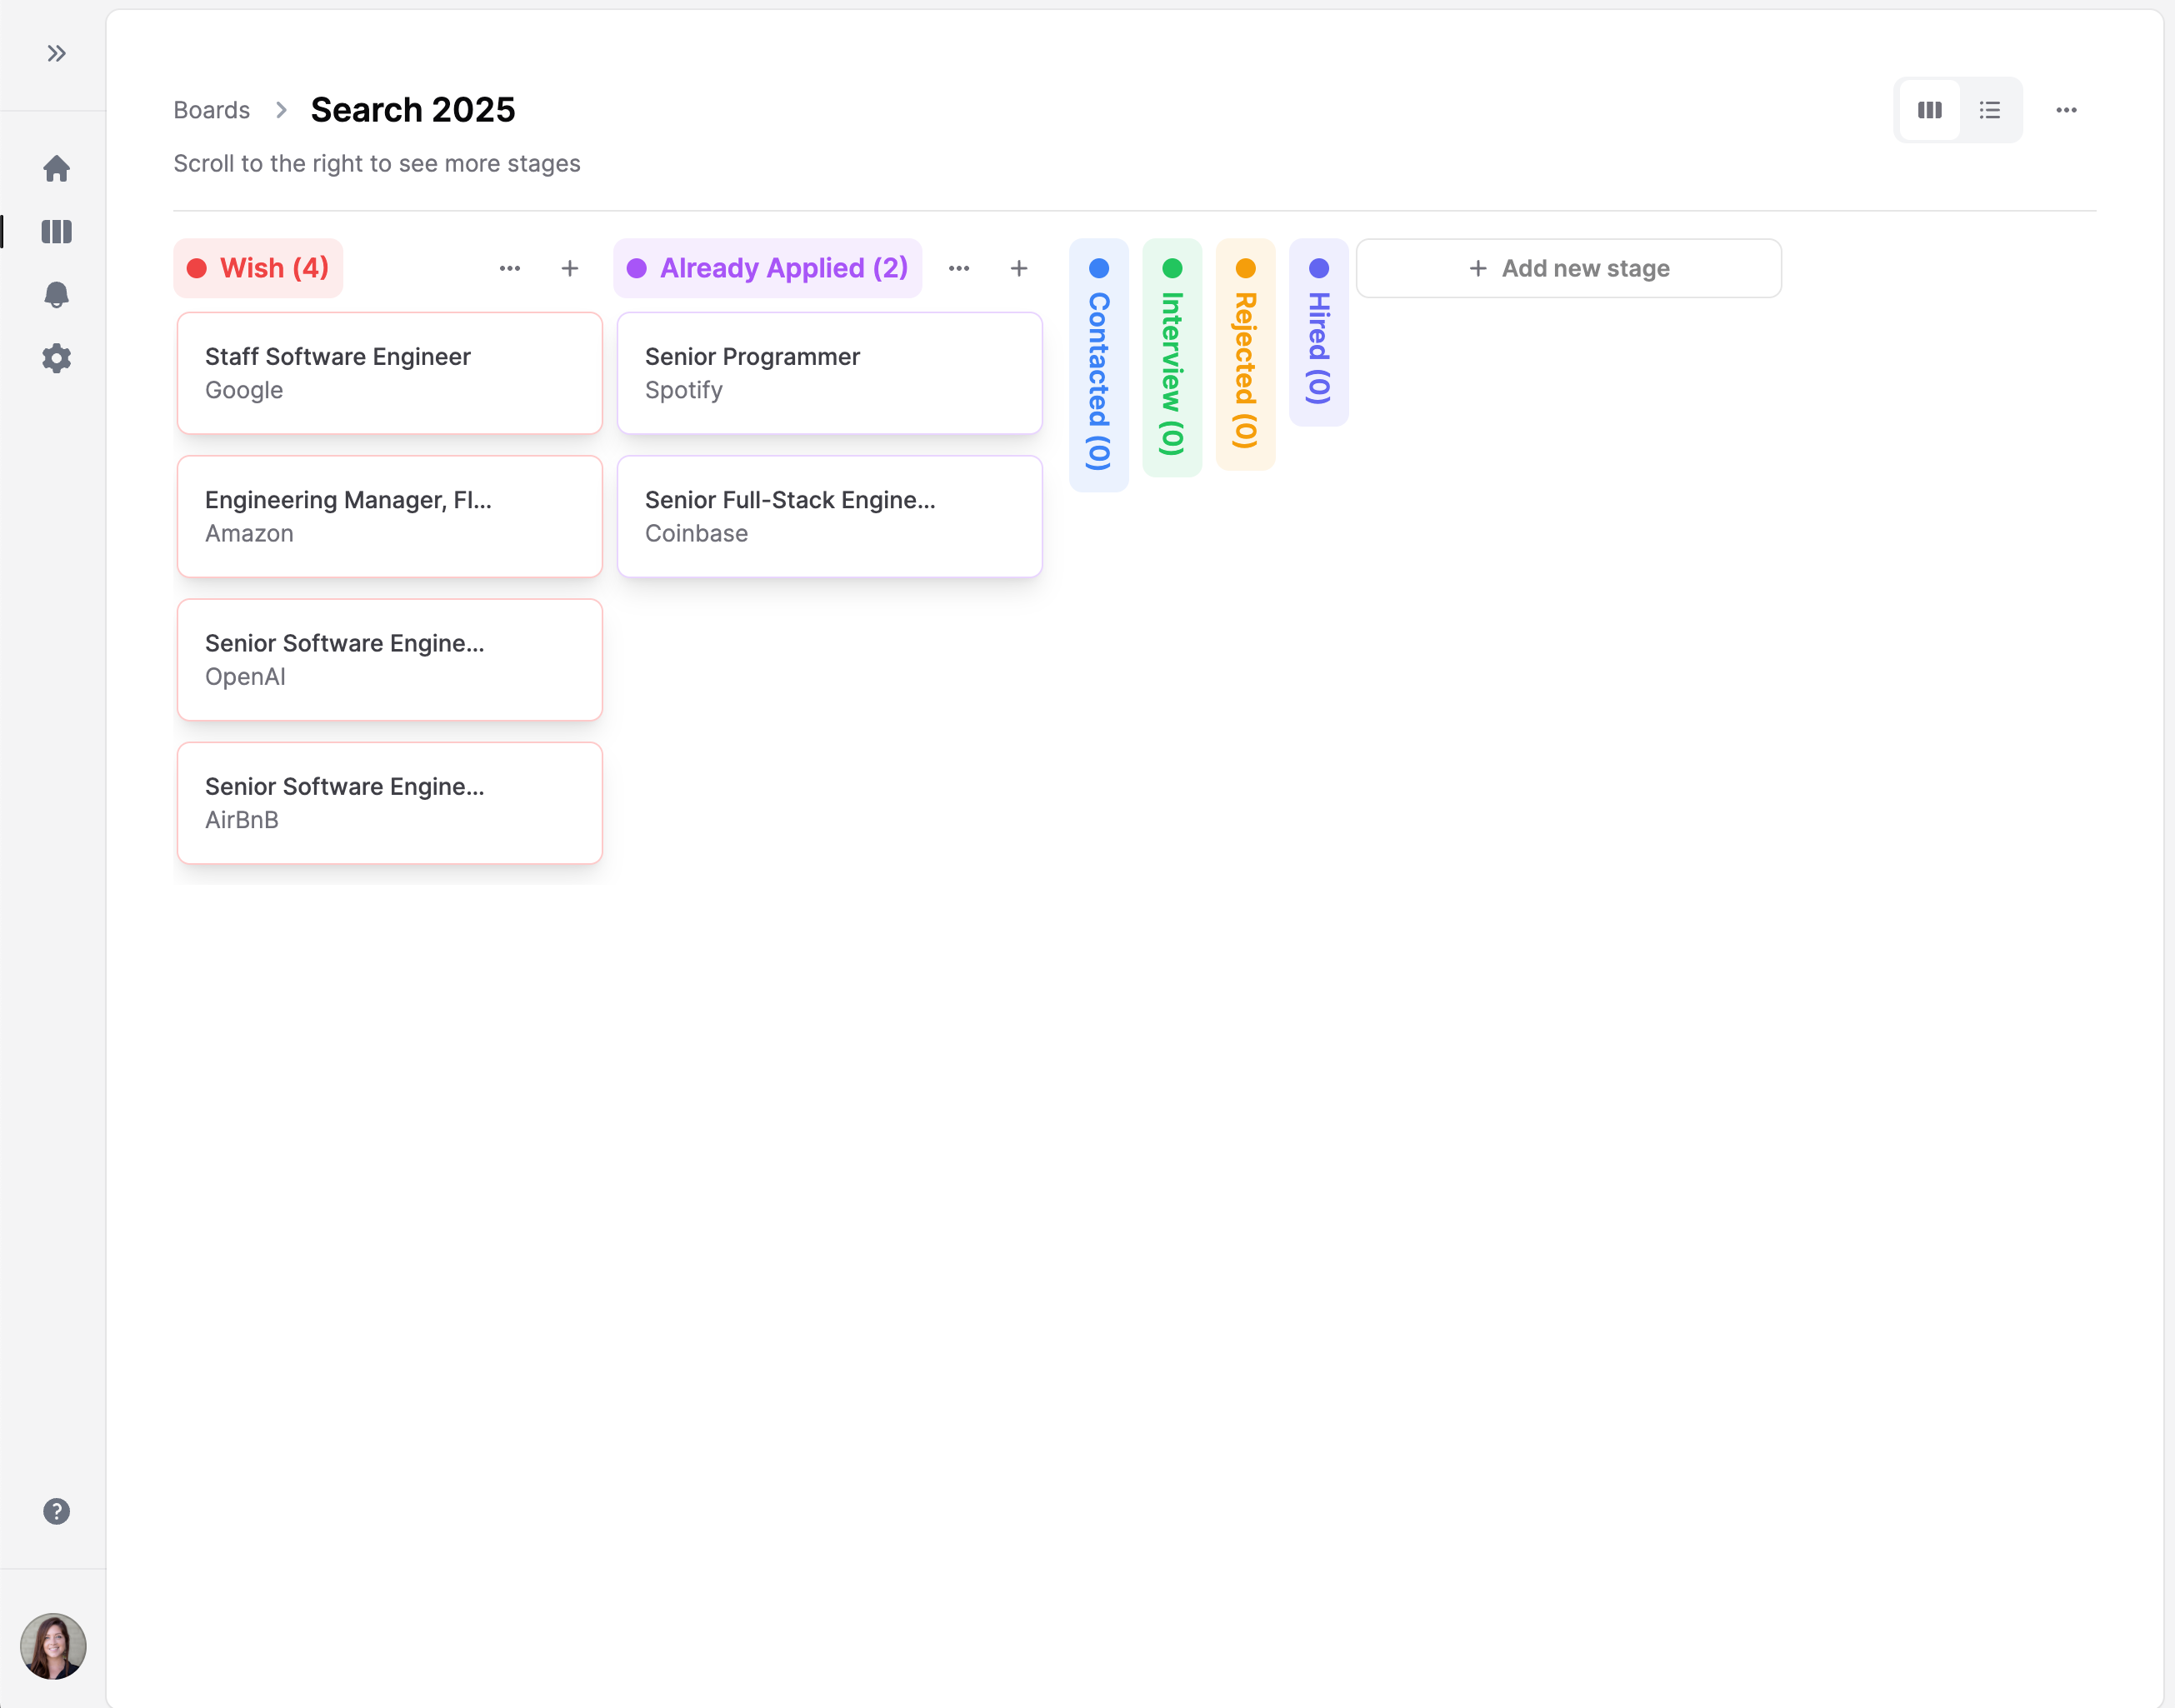 Boards
Search 2025
Scroll to the right to see more stages
Wish (4)
Staff Software Engineer
Google
Engineering Manager, Fl...
Amazon
Senior Software Engine...
OpenAI
Senior Software Engine...
AirBnB
Already Applied (2)
Senior Programmer
Spotify
Senior Full-Stack Engine...
Coinbase
Contacted (0)
Interview (0)
Rejected (0)
Hired (0)
+ Add new stage